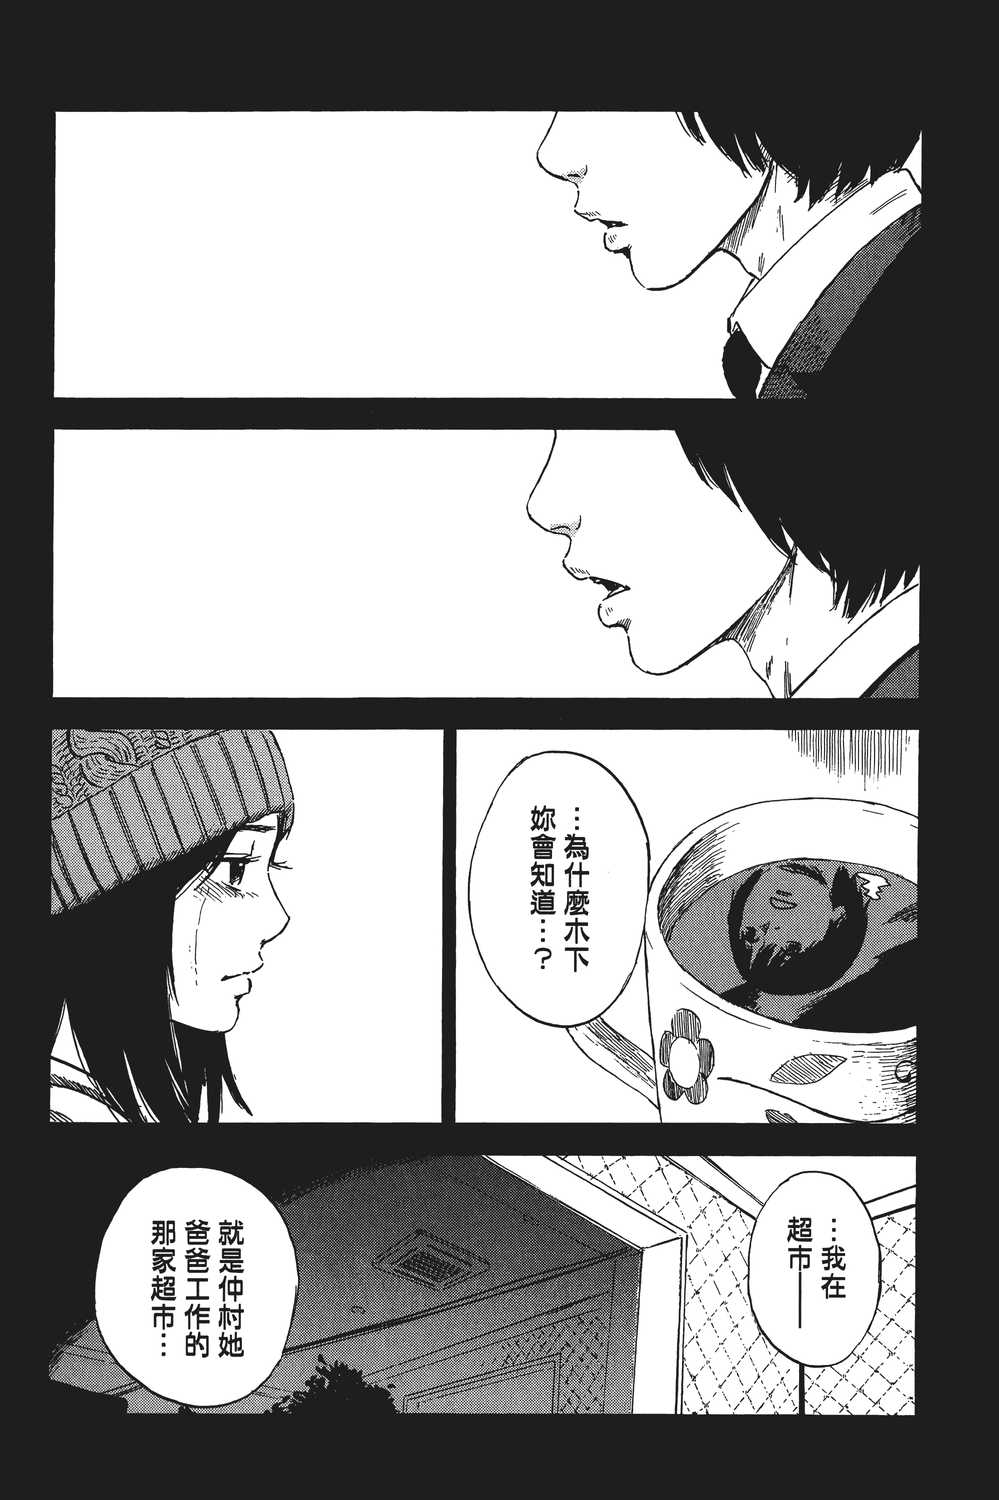 …為什麼木下
妳會知道…?
…我在
超市──
就是仲村她
爸爸工作的
那家超市…